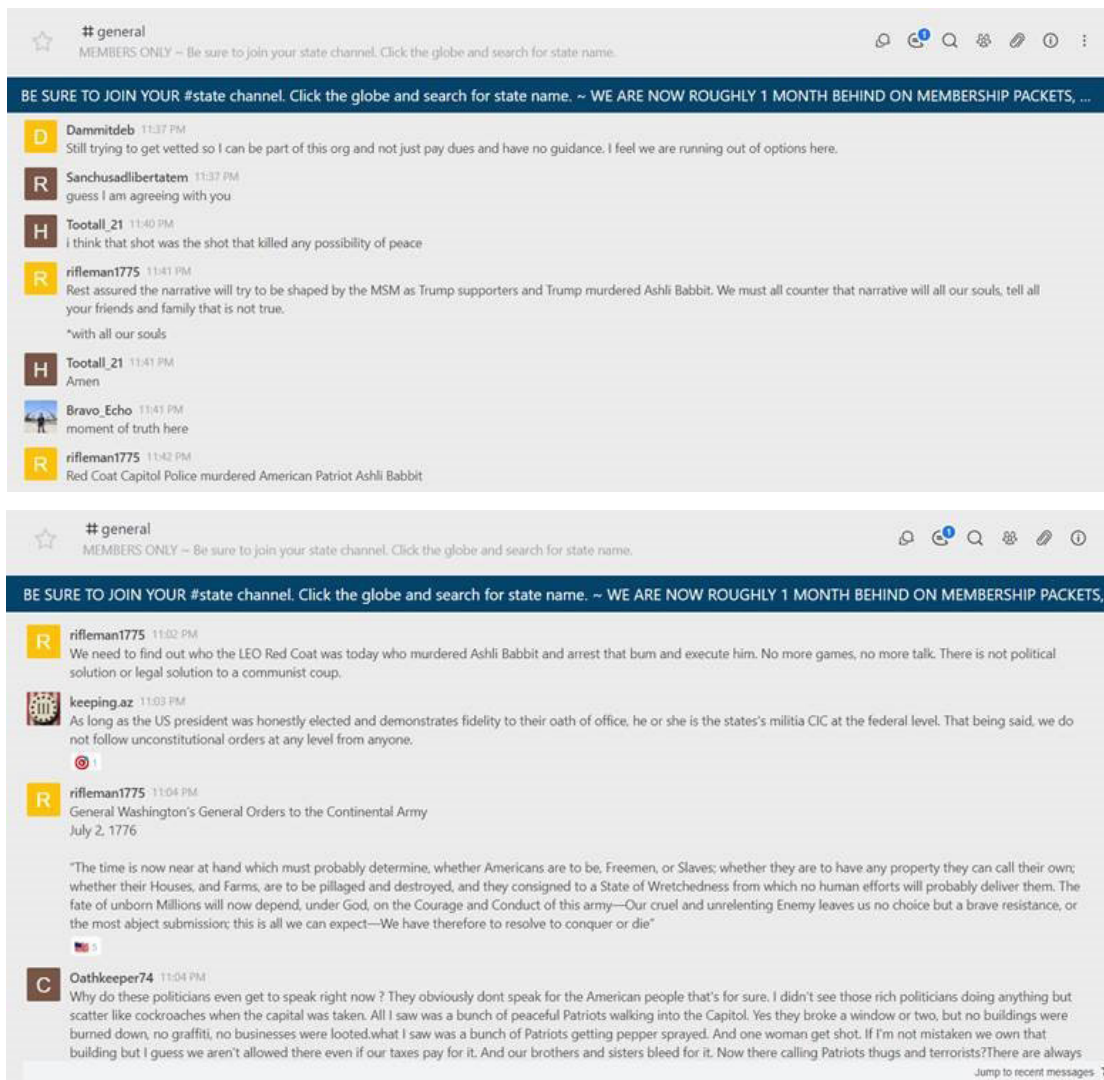 # general
MEMBERS ONLY ~ Be sure to join your state channel. Click the globe and search for state name.
1
BE SURE TO JOIN YOUR #state channel. Click the globe and search for state name. ~ WE ARE NOW ROUGHLY 1 MONTH BEHIND ON MEMBERSHIP PACKETS, ...
D
Dammitdeb 11:37 PM
Still trying to get vetted so I can be part of this org and not just pay dues and have no guidance. I feel we are running out of options here.
R
Sanchusadlibertatem 11:37 PM
guess I am agreeing with you
H
Tootall_21 11:40 PM
i think that shot was the shot that killed any possibility of peace
R
rifleman1775 11:41 PM
Rest assured the narrative will try to be shaped by the MSM as Trump supporters and Trump murdered Ashli Babbit. We must all counter that narrative will all our souls, tell all
your friends and family that is not true.
*with all our souls
H
Tootall_21 11:41 PM
Amen
Bravo_Echo 11:41 PM
moment of truth here
R
rifleman1775 11:42 PM
Red Coat Capitol Police murdered American Patriot Ashli Babbit
# general
MEMBERS ONLY ~ Be sure to join your state channel. Click the globe and search for state name.
1
BE SURE TO JOIN YOUR #state channel. Click the globe and search for state name. ~ WE ARE NOW ROUGHLY 1 MONTH BEHIND ON MEMBERSHIP PACKETS,
R
rifleman1775 11:02 PM
We need to find out who the LEO Red Coat was today who murdered Ashli Babbit and arrest that bum and execute him. No more games, no more talk. There is not political
solution or legal solution to a communist coup.
keeping.az 11:03 PM
As long as the US president was honestly elected and demonstrates fidelity to their oath of office, he or she is the states's militia CIC at the federal level. That being said, we do
not follow unconstitutional orders at any level from anyone.
1
R
rifleman1775 11:04 PM
General Washington's General Orders to the Continental Army
July 2, 1776
"The time is now near at hand which must probably determine, whether Americans are to be, Freemen, or Slaves; whether they are to have any property they can call their own;
whether their Houses, and Farms, are to be pillaged and destroyed, and they consigned to a State of Wretchedness from which no human efforts will probably deliver them. The
fate of unborn Millions will now depend, under God, on the Courage and Conduct of this army—Our cruel and unrelenting Enemy leaves us no choice but a brave resistance, or
the most abject submission; this is all we can expect—We have therefore to resolve to conquer or die"
5
C
Oathkeeper74 11:04 PM
Why do these politicians even get to speak right now ? They obviously dont speak for the American people that's for sure. I didn't see those rich politicians doing anything but
scatter like cockroaches when the capital was taken. All I saw was a bunch of peaceful Patriots walking into the Capitol. Yes they broke a window or two, but no buildings were
burned down, no graffiti, no businesses were looted.what I saw was a bunch of Patriots getting pepper sprayed. And one woman get shot. If I'm not mistaken we own that
building but I guess we aren't allowed there even if our taxes pay for it. And our brothers and sisters bleed for it. Now there calling Patriots thugs and terrorists?There are always
Jump to recent messages